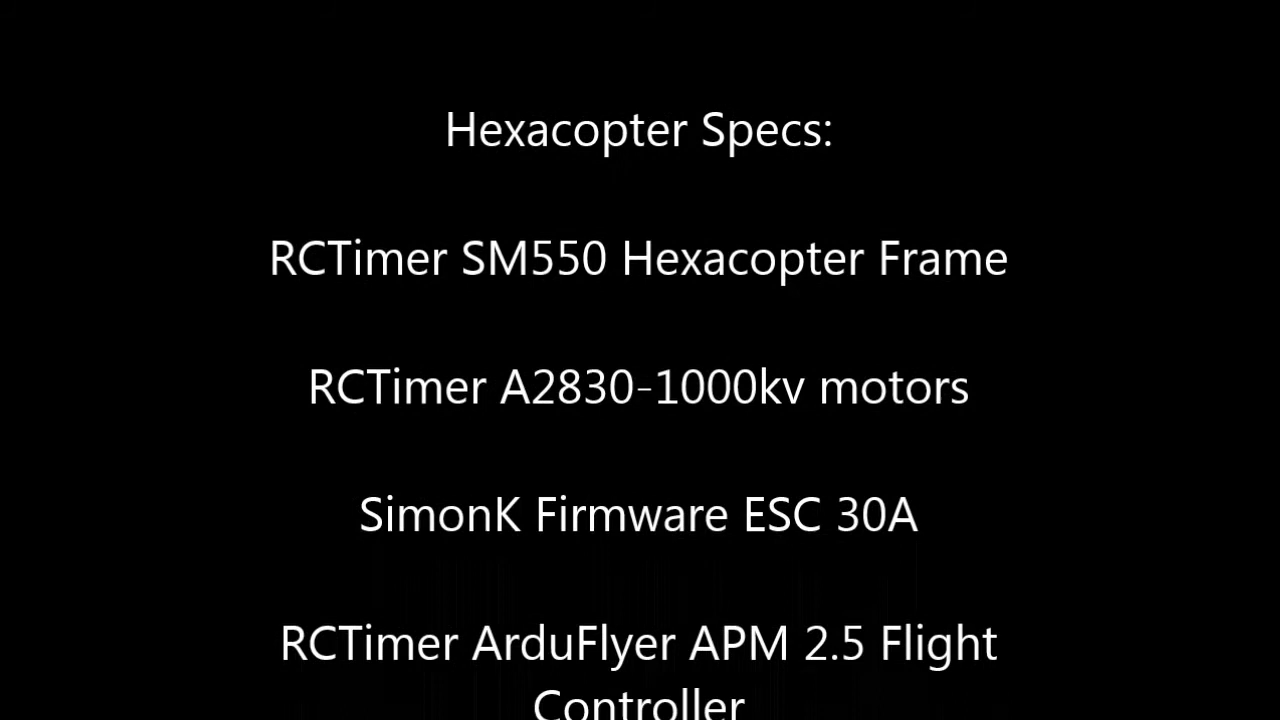 Hexacopter Specs:
RCTimer SM550 Hexacopter Frame
RCTimer A2830-1000kv motors
SimonK Firmware ESC 30A
RCTimer ArduFlyer APM 2.5 Flight
Controller